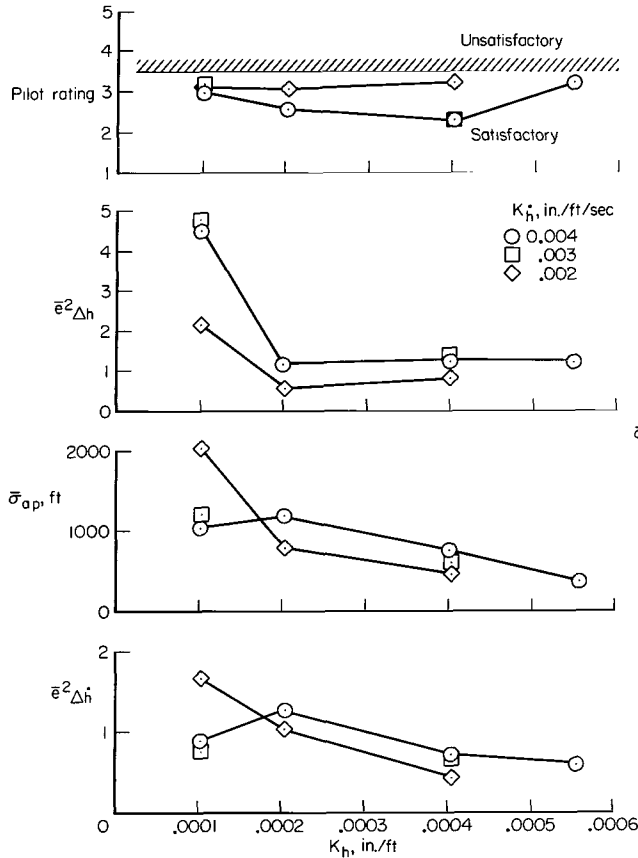 5
Unsatisfactory
4
Pilot rating 3
2
Satisfactory
1
5
K_ḣ, in./ft/sec
4
0.004
3
.003
ē²Δh
.002
2
1
0
2000
σ̄ap, ft
1000
0
2
ē²Δḣ
1
0 .0001 .0002 .0003 .0004 .0005 .0006
K_h, in./ft